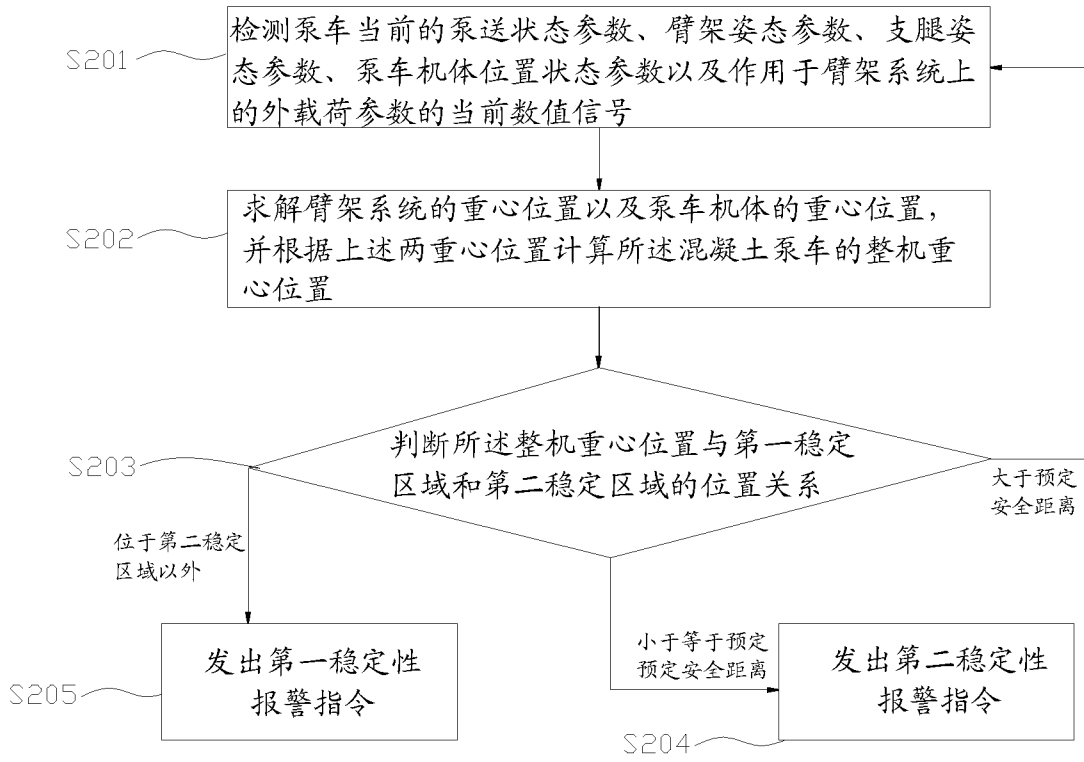 S201
检测泵车当前的泵送状态参数、臂架姿态参数、支腿姿
态参数、泵车机体位置状态参数以及作用于臂架系统上
的外载荷参数的当前数值信号
S202
求解臂架系统的重心位置以及泵车机体的重心位置,
并根据上述两重心位置计算所述混凝土泵车的整机重
心位置
S203
判断所述整机重心位置与第一稳定
区域和第二稳定区域的位置关系
大于预定
安全距离
位于第二稳定
区域以外
小于等于预定
预定安全距离
发出第一稳定性
报警指令
S205
发出第二稳定性
报警指令
S204